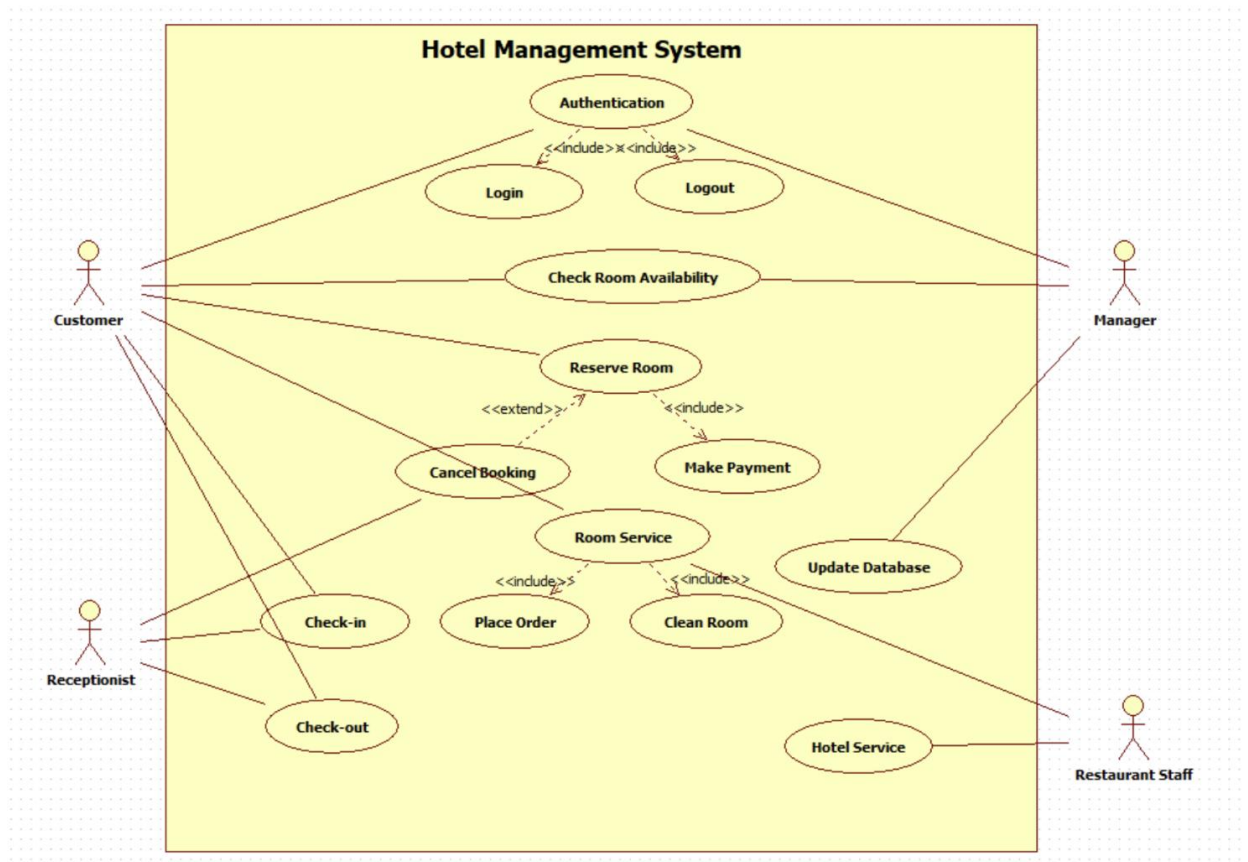 Hotel Management System
Authentication
<<include>>
<<include>>
Login
Logout
Check Room Availability
Customer
Manager
Reserve Room
<<extend>>
<<include>>
Cancel Booking
Make Payment
Room Service
Update Database
<<include>>
<<include>>
Check-in
Place Order
Clean Room
Receptionist
Check-out
Hotel Service
Restaurant Staff